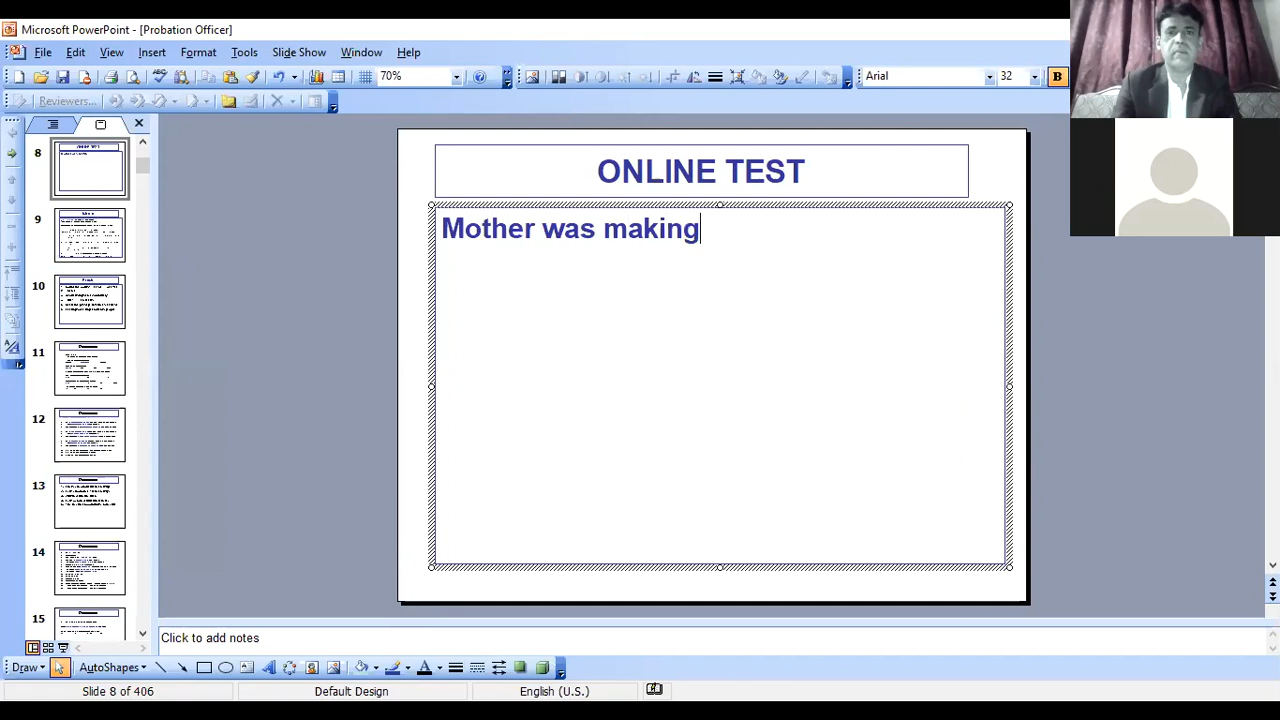 Microsoft PowerPoint - [Probation Officer]
File Edit View Insert Format Tools Slide Show Window Help
70% Arial 32 B
Reviewers...
8
9
10
11
12
13
14
15
ONLINE TEST
Mother was making
Click to add notes
Draw AutoShapes
Slide 8 of 406 Default Design English (U.S.)